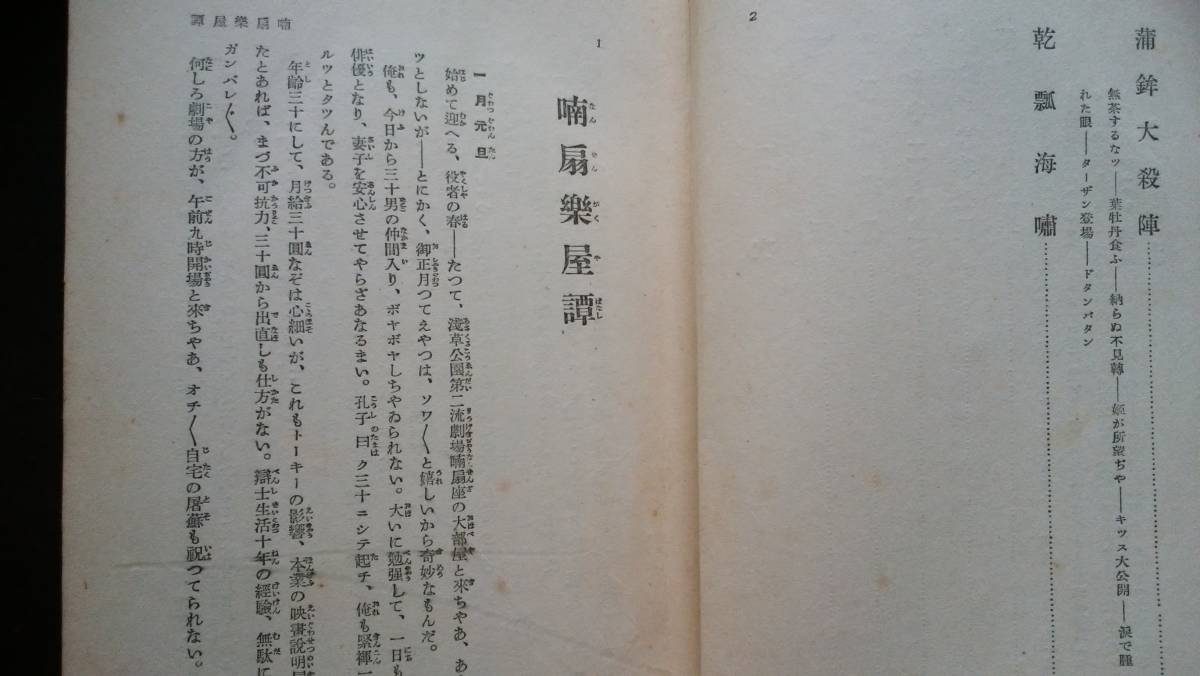 2
蒲鉾大殺陣……………………………
無茶するなッ——葉牡丹食ふ——納らぬ不見轉——姫が所望ぢや——キッス大公開——涙で腫
れた眼——ターザン登場——ドタンバタン
乾瓢海嘯……………………………
1
喃扇樂屋譚
一月元旦
始めて迎へる、役者の春——たつて、淺草公園第二流劇場喃扇座の大部屋と來ちやあ、あ
ッとしないが——とにかく、御正月つてえやつは、ソワ〳〵と嬉しいから奇妙なもんだ。
俺も、今日から三十男の仲間入り、ボヤボヤしちやゐられない。大いに勉强して、一日も
俳優となり、妻子を安心させてやらざあなるまい。孔子曰ク三十ニシテ起チ、俺も緊褌一
ルツとタツんである。
年齡三十にして、月給三十圓なぞは心細いが、これもトーキーの影響、本業の映畫說明
たとあれば、まづ不可抗力、三十圓から出直しも仕方がない。辯士生活十年の經驗、無駄に
ガンバレ〳〵。
何しろ劇場の方が、午前九時開場と來ちやあ、オチ〳〵自宅の屠蘇も祝つてられない。
喃扇樂屋譚